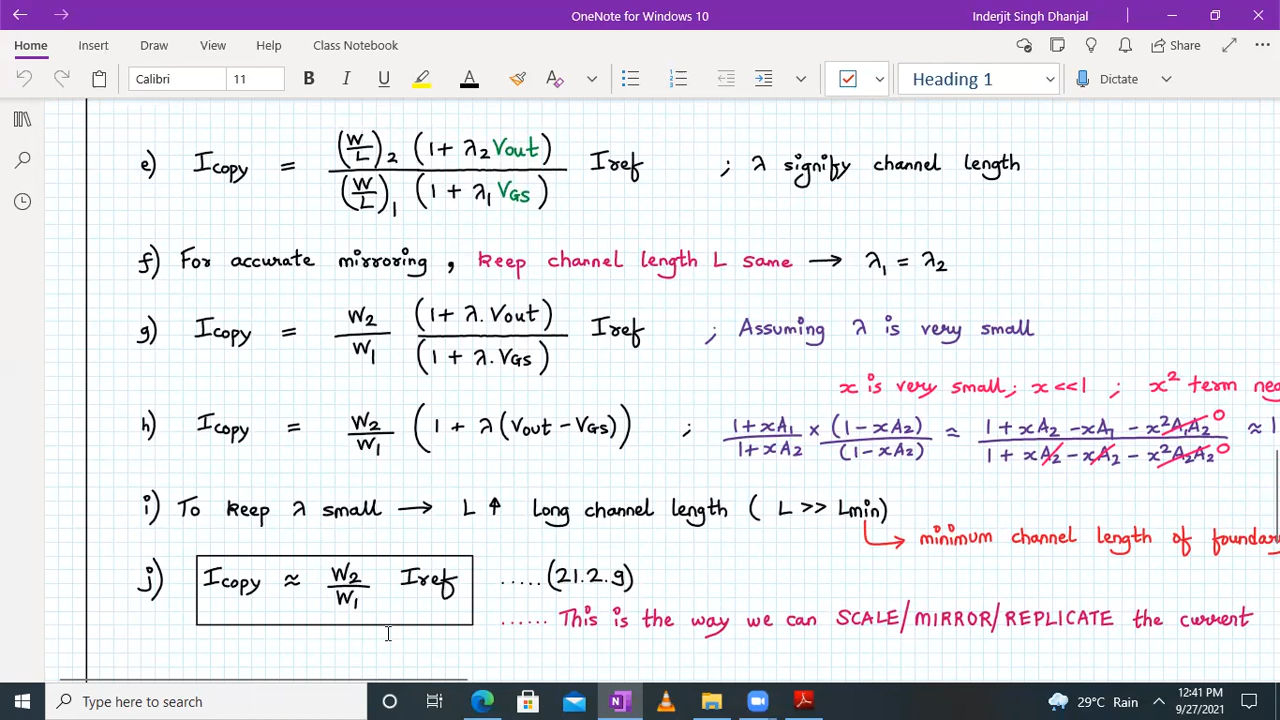 OneNote for Windows 10
Inderjit Singh Dhanjal
Home Insert Draw View Help Class Notebook
Share
Calibri 11 B I U A Heading 1 Dictate
e) Icopy = (W/L)2 (1 + λ2 Vout) / (W/L)1 (1 + λ1 VGS) Iref ; λ signify channel length
f) For accurate mirroring, keep channel length L same → λ1 = λ2
g) Icopy = W2/W1 (1 + λ. Vout) / (1 + λ. VGS) Iref ; Assuming λ is very small
x is very small; x <<1 ; x² term
h) Icopy = W2/W1 (1 + λ (Vout - VGS)) ; 1 + xA1 / 1 + xA2 × (1 - xA2) / (1 - xA2) ≈ 1 + xA2 - xA1 - x²A1A2 0 / 1 + xA2 - xA2 - x²A2A2 0 ≈ 1
i) To keep λ small → L ↑ long channel length ( L >> Lmin)
minimum channel length of
j) Icopy ≈ W2/W1 Iref .....(21.2.9)
...... This is the way we can SCALE/MIRROR/REPLICATE the current
Type here to search
29°C Rain
12:41 PM
9/27/2021